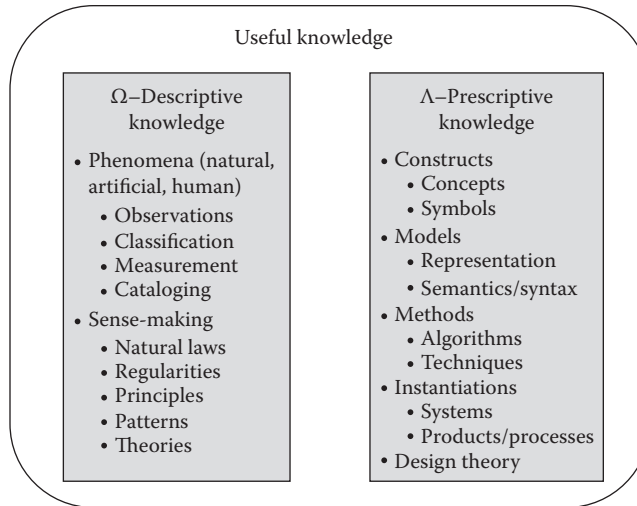 Useful knowledge
Ω–Descriptive
knowledge
• Phenomena (natural,
artificial, human)
• Observations
• Classification
• Measurement
• Cataloging
• Sense-making
• Natural laws
• Regularities
• Principles
• Patterns
• Theories
Λ–Prescriptive
knowledge
• Constructs
• Concepts
• Symbols
• Models
• Representation
• Semantics/syntax
• Methods
• Algorithms
• Techniques
• Instantiations
• Systems
• Products/processes
• Design theory